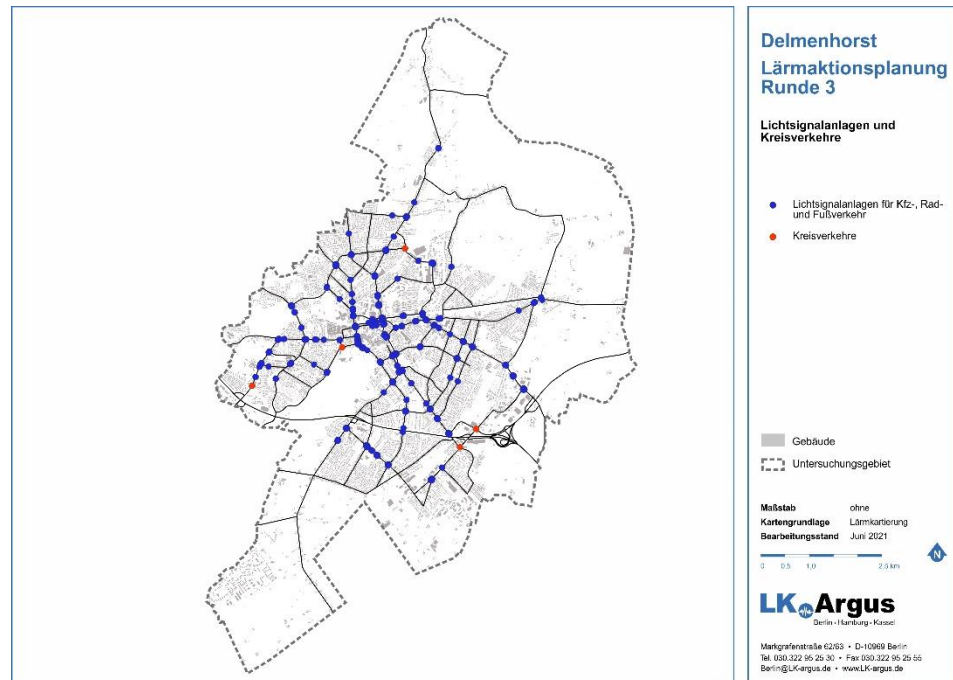 Delmenhorst
Lärmaktionsplanung
Runde 3
Lichtsignalanlagen und
Kreisverkehre
Lichtsignalanlagen für Kfz-, Rad-
und Fußverkehr
Kreisverkehre
Gebäude
Untersuchungsgebiet
Maßstab ohne
Kartengrundlage Lärmkartierung
Bearbeitungsstand Juni 2021
0 0,5 1,0 2,5 km
N
LK Argus
Berlin • Hamburg • Kassel
Markgrafenstraße 62/63 • D-10969 Berlin
Tel. 030.322 95 25 30 • Fax 030.322 95 25 55
Berlin@LK-argus.de • www.LK-argus.de